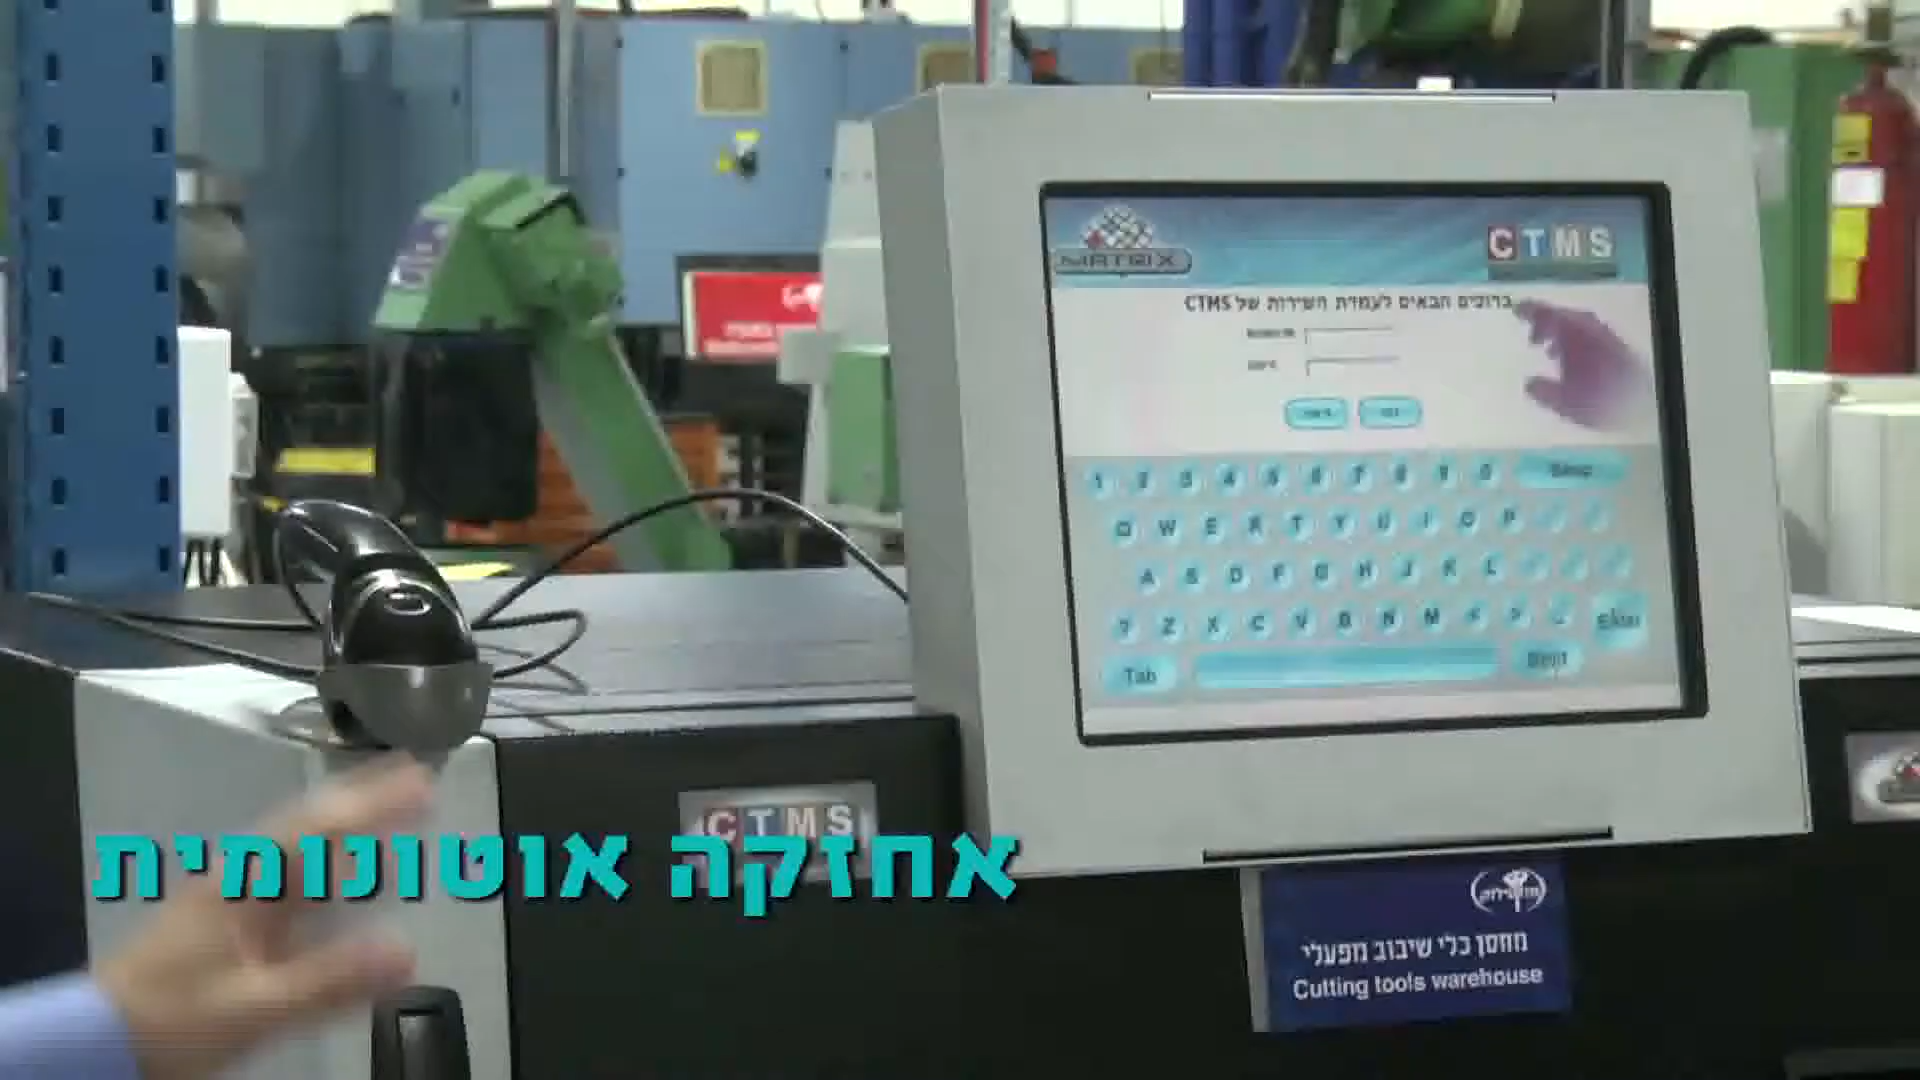 MATRIX
CTMS
ברוכים הבאים לעמדת השירות של CTMS
1 2 3 4 5 6 7 8 9 0
Q W E R T Y U I O P
A S D F G H J K L
? Z X C V B N M < >
Enter
Tab
CTMS
אחזקה אוטונומית
מחסן כלי שיבוב מפעלי
Cutting tools warehouse